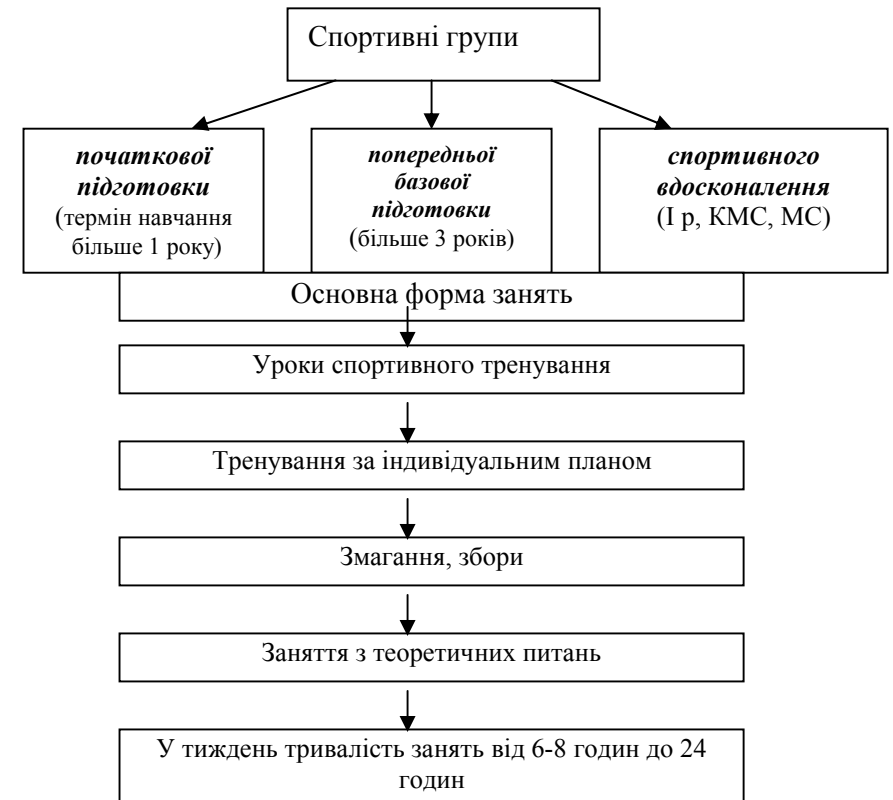 Спортивні групи
початкової
підготовки
(термін навчання
більше 1 року)
попередньої
базової
підготовки
(більше 3 років)
спортивного
вдосконалення
(І р, КМС, МС)
Основна форма занять
Уроки спортивного тренування
Тренування за індивідуальним планом
Змагання, збори
Заняття з теоретичних питань
У тиждень тривалість занять від 6-8 годин до 24
годин